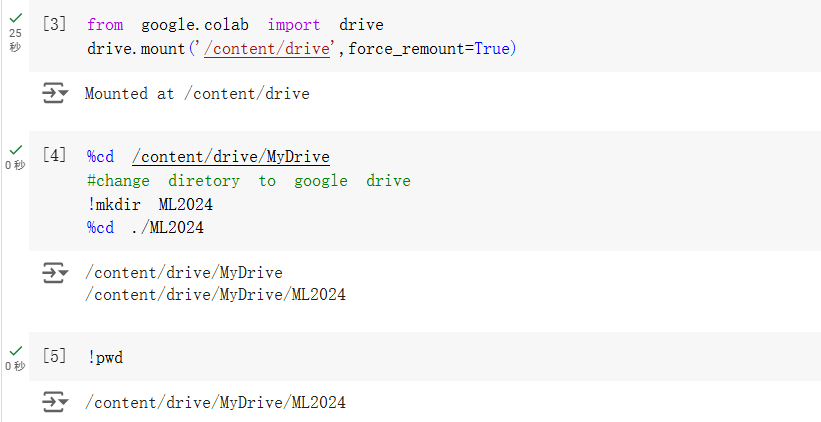 [3] from google.colab import drive
drive.mount('/content/drive',force_remount=True)
25
秒
Mounted at /content/drive
[4] %cd /content/drive/MyDrive
0 秒
#change diretory to google drive
!mkdir ML2024
%cd ./ML2024
/content/drive/MyDrive
/content/drive/MyDrive/ML2024
[5] !pwd
0 秒
/content/drive/MyDrive/ML2024